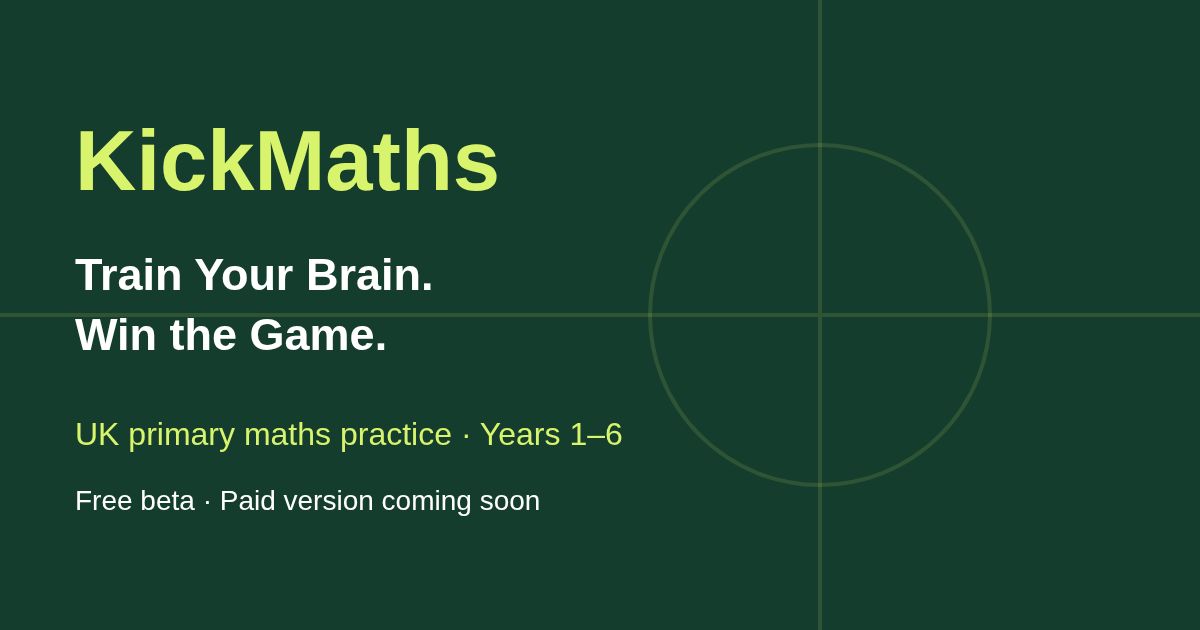 KickMaths
Train Your Brain.
Win the Game.
UK primary maths practice · Years 1–6
Free beta · Paid version coming soon